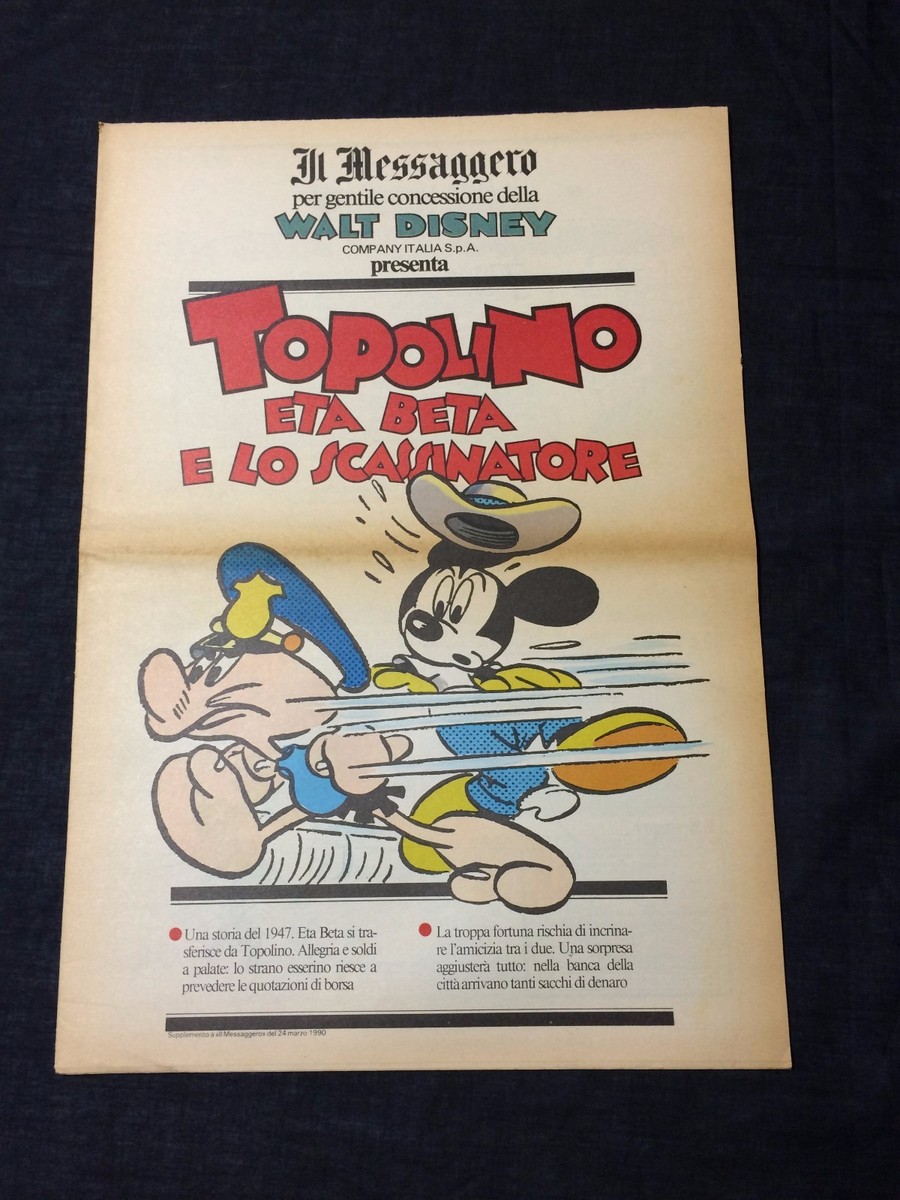 Il Messaggero
per gentile concessione della
WALT DISNEY
COMPANY ITALIA S.p.A.
presenta
TOPOLINO
ETA BETA
E LO SCASSINATORE
Una storia del 1947. Eta Beta si tra-
sferisce da Topolino. Allegria e soldi
a palate: lo strano esserino riesce a
prevedere le quotazioni di borsa
La troppa fortuna rischia di incrina-
re l'amicizia tra i due. Una sorpresa
aggiusterà tutto: nella banca della
città arrivano tanti sacchi di denaro
Supplemento a «Il Messaggero» del 24 marzo 1990